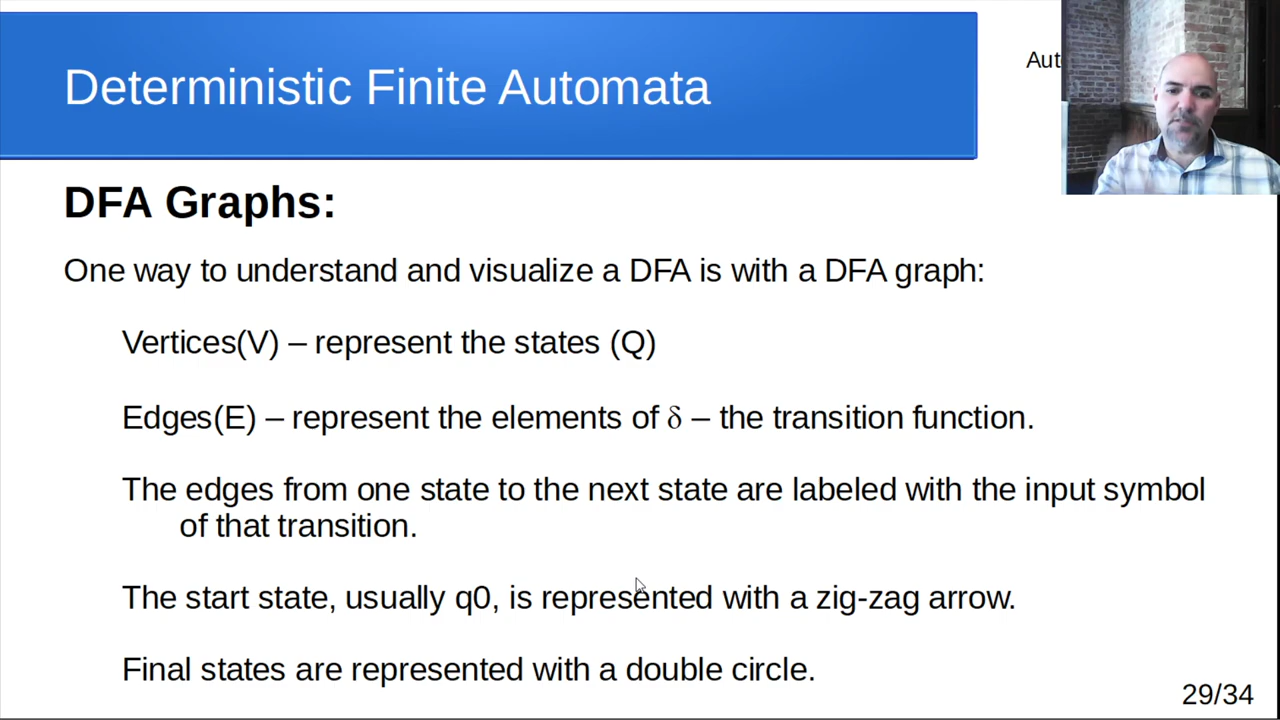 Deterministic Finite Automata
Aut
DFA Graphs:
One way to understand and visualize a DFA is with a DFA graph:
Vertices(V) – represent the states (Q)
Edges(E) – represent the elements of δ – the transition function.
The edges from one state to the next state are labeled with the input symbol
of that transition.
The start state, usually q0, is represented with a zig-zag arrow.
Final states are represented with a double circle.
29/34